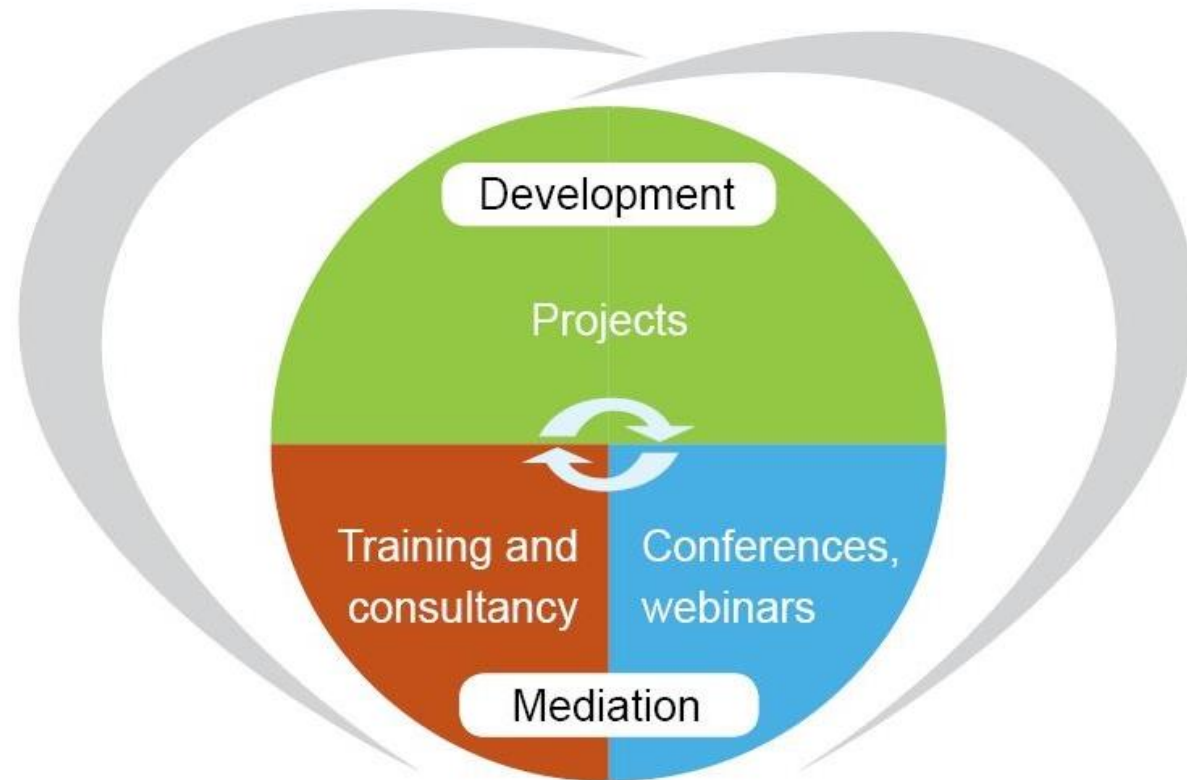 Development
Projects
Training and
consultancy
Conferences,
webinars
Mediation